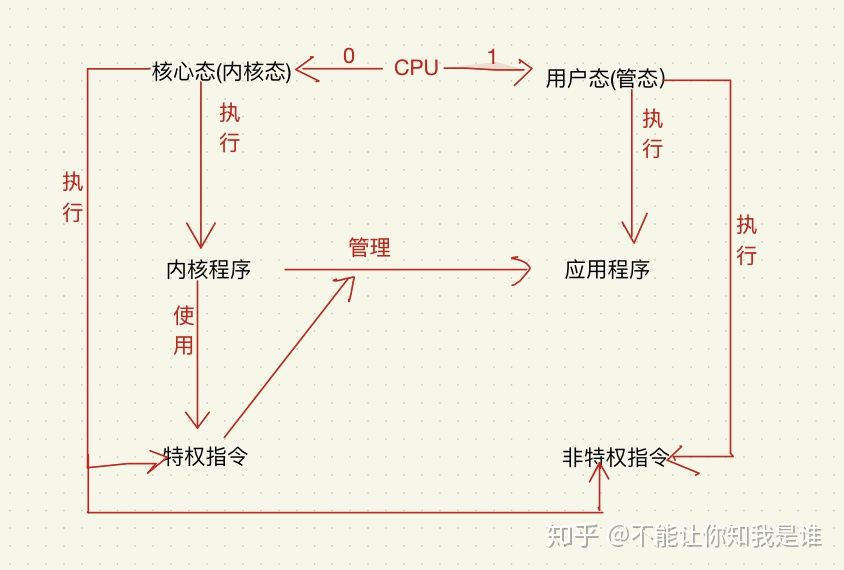 核心态(内核态)
0
CPU
1
用户态(管态)
执
行
执
行
执
行
执
行
管理
内核程序
应用程序
使
用
特权指令
非特权指令
知乎 @不能让你知我是谁